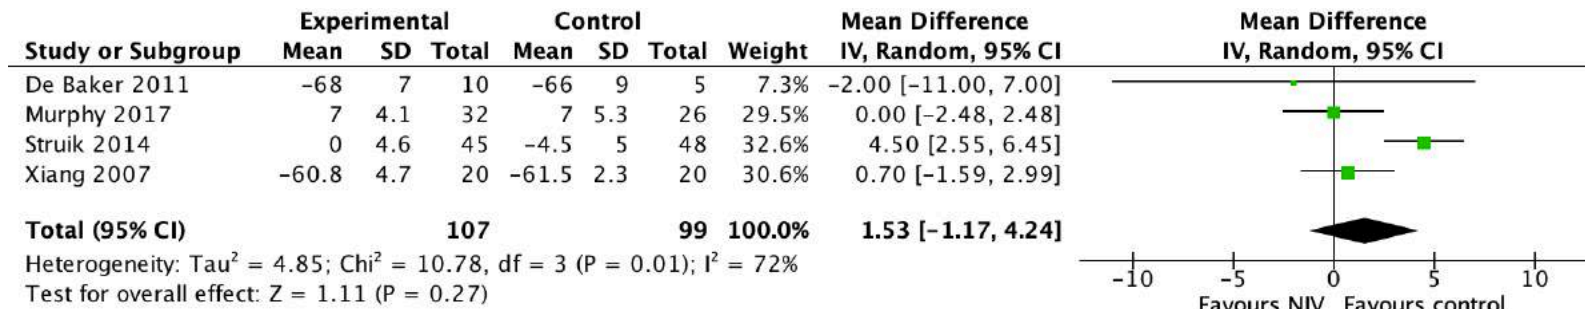 Experimental Control Mean Difference Mean Difference
Study or Subgroup Mean SD Total Mean SD Total Weight IV, Random, 95% CI IV, Random, 95% CI
De Baker 2011 −68 7 10 −66 9 5 7.3% −2.00 [−11.00, 7.00]
Murphy 2017 7 4.1 32 7 5.3 26 29.5% 0.00 [−2.48, 2.48]
Struik 2014 0 4.6 45 −4.5 5 48 32.6% 4.50 [2.55, 6.45]
Xiang 2007 −60.8 4.7 20 −61.5 2.3 20 30.6% 0.70 [−1.59, 2.99]
Total (95% CI) 107 99 100.0% 1.53 [−1.17, 4.24]
Heterogeneity: Tau² = 4.85; Chi² = 10.78, df = 3 (P = 0.01); I² = 72%
Test for overall effect: Z = 1.11 (P = 0.27)
−10 −5 0 5 10
Favours NIV Favours control